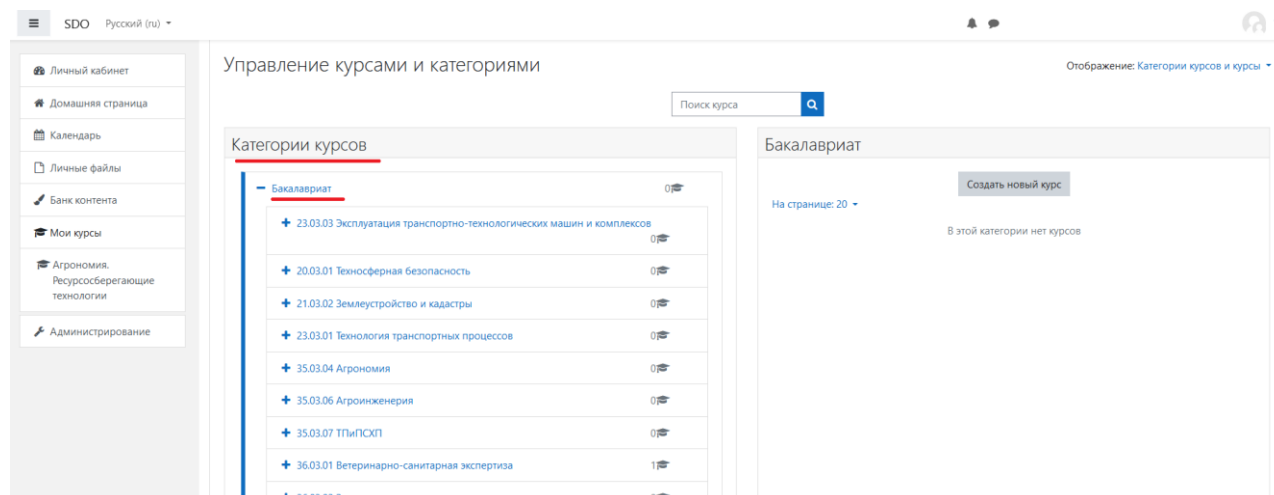 SDO Русский (ru)
Личный кабинет
Домашняя страница
Календарь
Личные файлы
Банк контента
Мои курсы
Агрономия.
Ресурсосберегающие
технологии
Администрирование
Управление курсами и категориями
Отображение: Категории курсов и курсы
Поиск курса
Категории курсов
Бакалавриат 0
23.03.03 Эксплуатация транспортно-технологических машин и комплексов
0
20.03.01 Техносферная безопасность 0
21.03.02 Землеустройство и кадастры 0
23.03.01 Технология транспортных процессов 0
35.03.04 Агрономия 0
35.03.06 Агроинженерия 0
35.03.07 ТПиПСХП 0
36.03.01 Ветеринарно-санитарная экспертиза 1
Бакалавриат
Создать новый курс
На странице: 20
В этой категории нет курсов